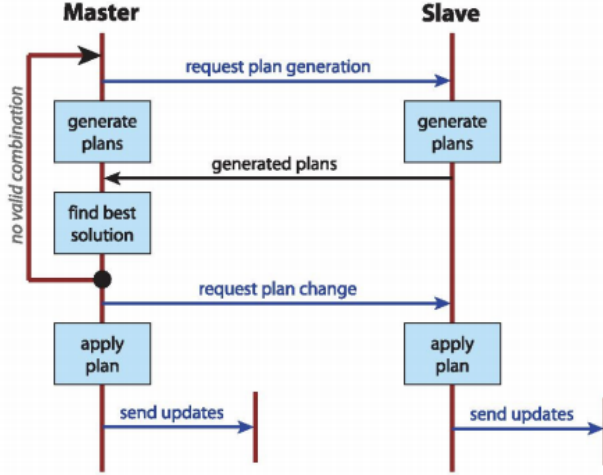 Master
Slave
request plan generation
generate
plans
generate
plans
generated plans
find best
solution
no valid combination
request plan change
apply
plan
apply
plan
send updates
send updates